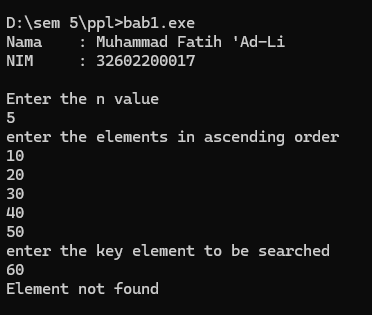 D:\sem 5\ppl>bab1.exe
Nama    : Muhammad Fatih 'Ad-Li
NIM     : 32602200017
Enter the n value
5
enter the elements in ascending order
10
20
30
40
50
enter the key element to be searched
60
Element not found